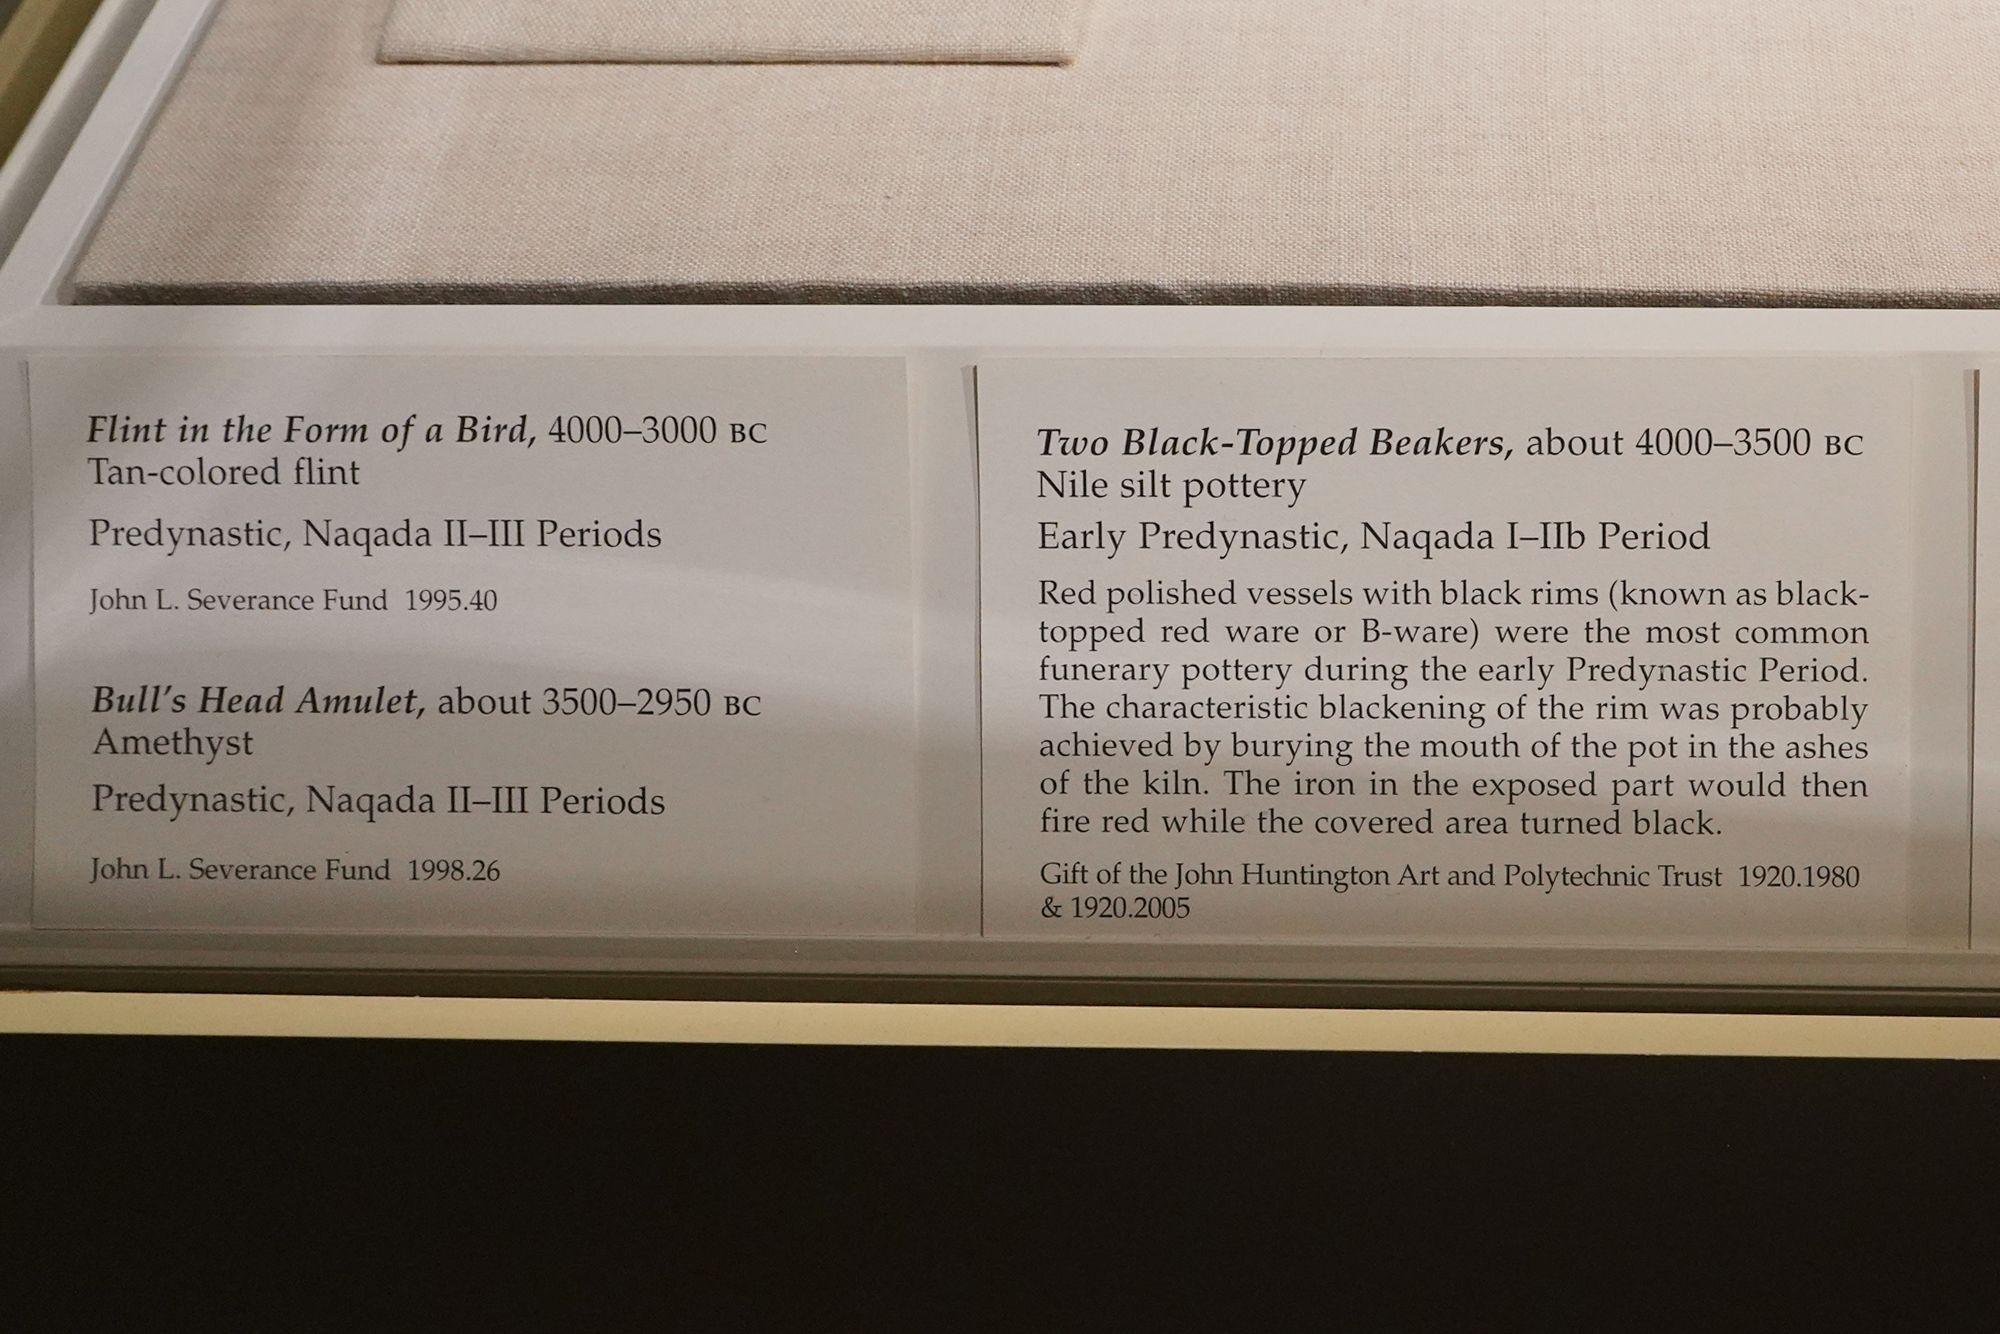 Flint in the Form of a Bird, 4000–3000 BC
Tan-colored flint
Predynastic, Naqada II–III Periods
John L. Severance Fund 1995.40
Bull's Head Amulet, about 3500–2950 BC
Amethyst
Predynastic, Naqada II–III Periods
John L. Severance Fund 1998.26
Two Black-Topped Beakers, about 4000–3500 BC
Nile silt pottery
Early Predynastic, Naqada I–IIb Period
Red polished vessels with black rims (known as black-
topped red ware or B-ware) were the most common
funerary pottery during the early Predynastic Period.
The characteristic blackening of the rim was probably
achieved by burying the mouth of the pot in the ashes
of the kiln. The iron in the exposed part would then
fire red while the covered area turned black.
Gift of the John Huntington Art and Polytechnic Trust 1920.1980
& 1920.2005